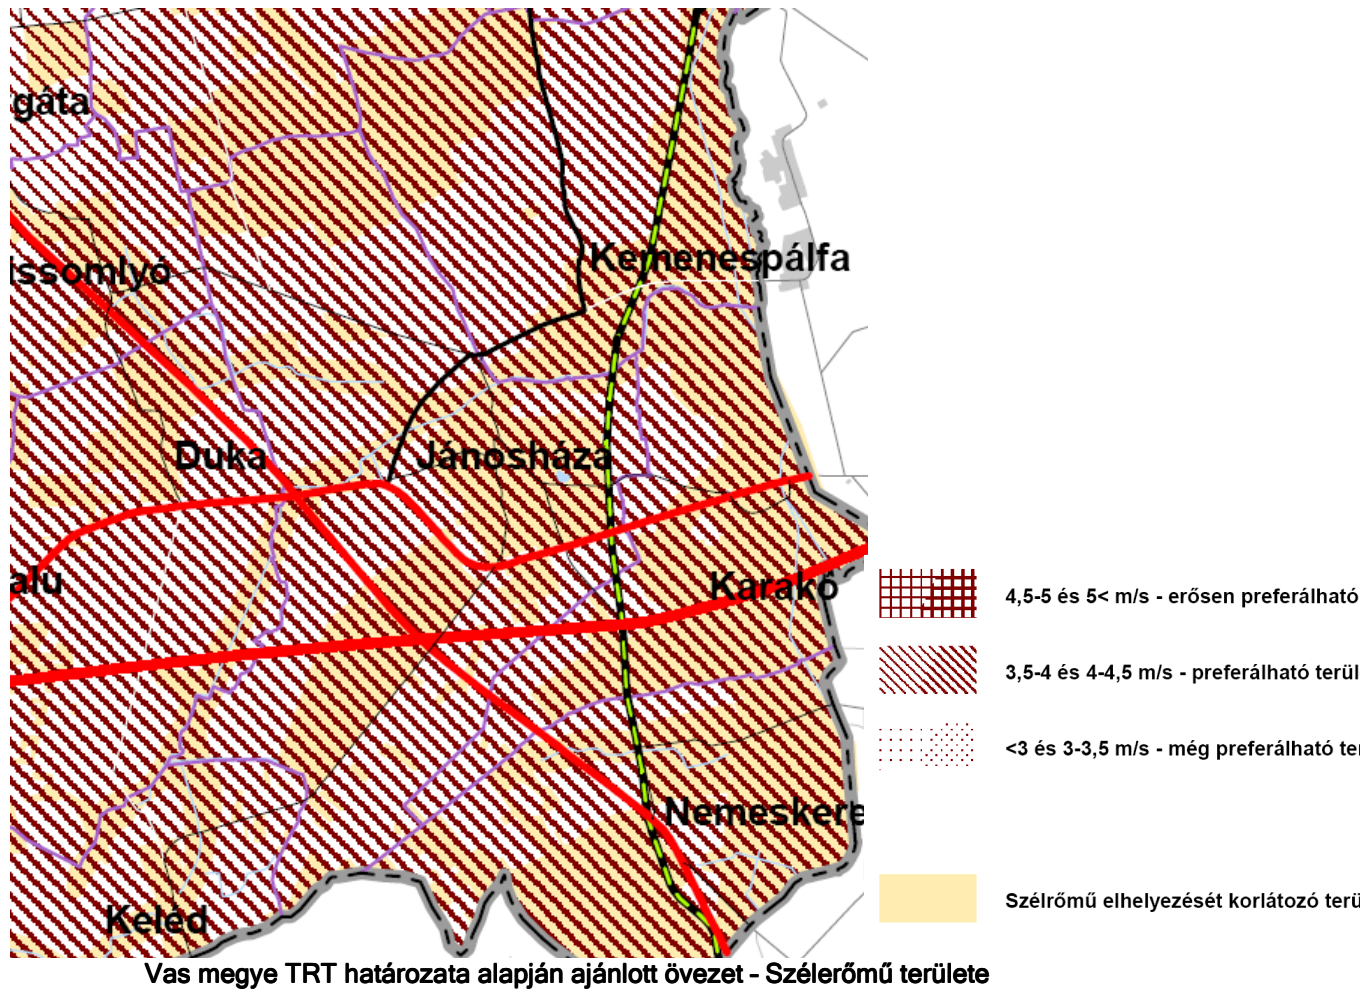 gáta
Kemenespálfa
issomlyó
Duka
Jánosháza
alu
Karakó
4,5-5 és 5< m/s - erősen preferálható
3,5-4 és 4-4,5 m/s - preferálható terül
<3 és 3-3,5 m/s - még preferálható ter
Nemeskere
Szélrőmű elhelyezését korlátozó terü
Keléd
Vas megye TRT határozata alapján ajánlott övezet - Szélerőmű területe